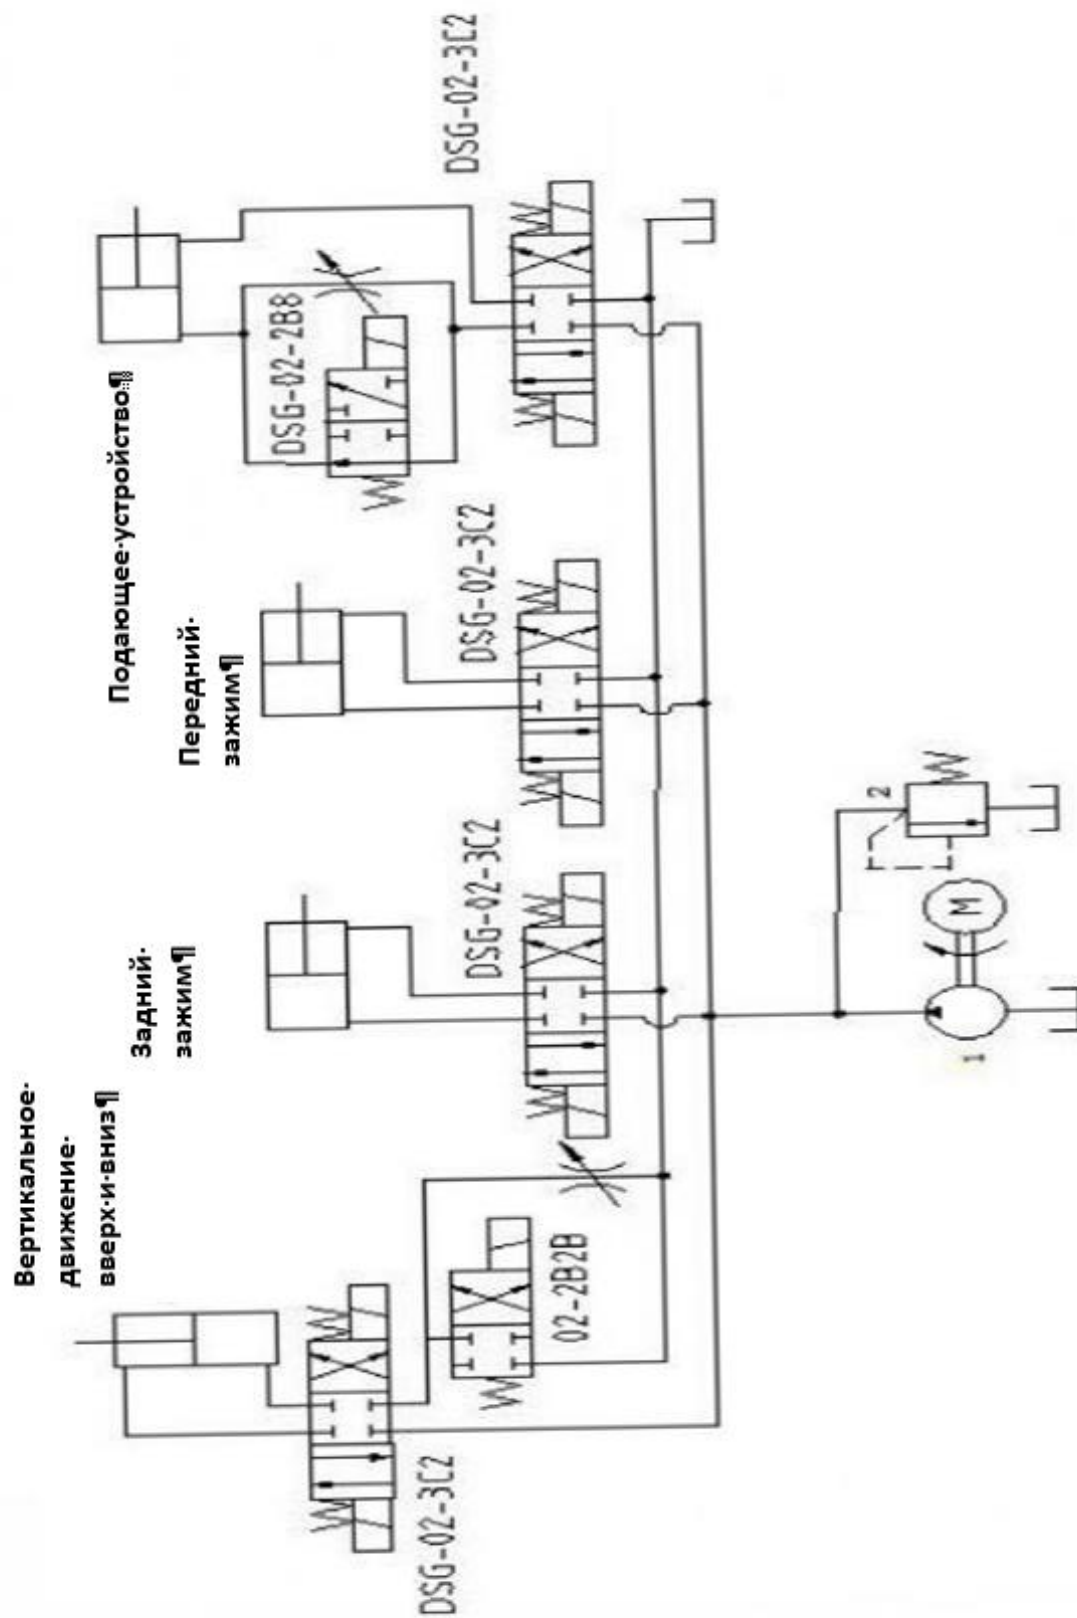 Вертикальное·
движение·
вверх·и·вниз¶
Задний·
зажим¶
Передний·
зажим¶
Подающее·устройство¶
DSG-02-3C2
02-2B2B
DSG-02-3C2
DSG-02-3C2
DSG-02-2B8
DSG-02-3C2
1
M
2